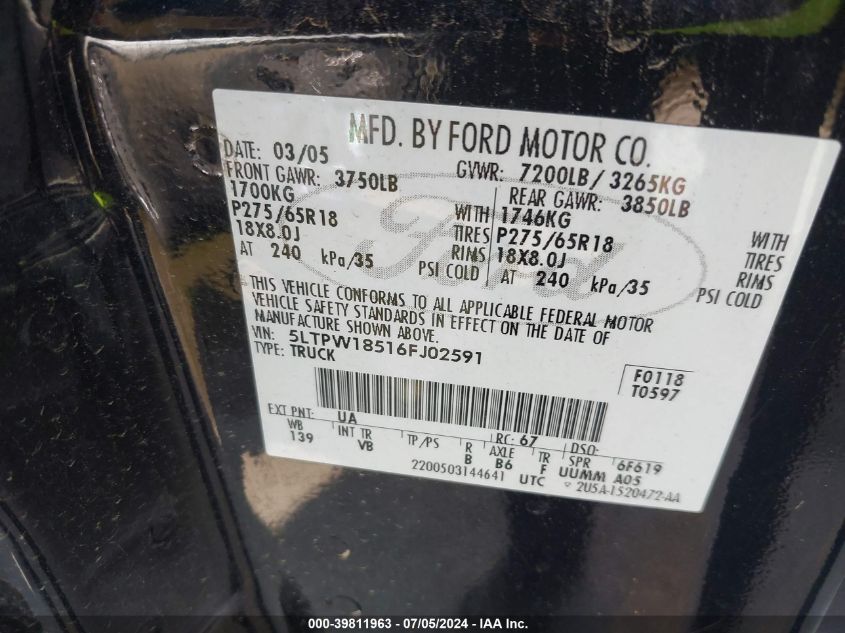 MFD. BY FORD MOTOR CO.
DATE: 03/05 GVWR: 7200LB/ 3265KG
FRONT GAWR: 3750LB REAR GAWR: 3850LB
1700KG WITH 1746KG WITH
P275/65R18 TIRES P275/65R18 TIRES
18X8.0J RIMS 18X8.0J RIMS
AT 240 kPa/35 PSI COLD AT 240 kPa/35 PSI COLD
Ford
THIS VEHICLE CONFORMS TO ALL APPLICABLE FEDERAL MOTOR
VEHICLE SAFETY STANDARDS IN EFFECT ON THE DATE OF
MANUFACTURE SHOWN ABOVE.
VIN: 5LTPW18516FJ02591
TYPE: TRUCK
F0118
T0597
EXT PNT: UA RC: 67 DSO:
WB INT TR TP/PS R AXLE TR SPR 6F619
139 VB B B6 F UUMM A05
2200503144641 UTC 2U5A-1520472-AA
000-39811963 - 07/05/2024 - IAA Inc.